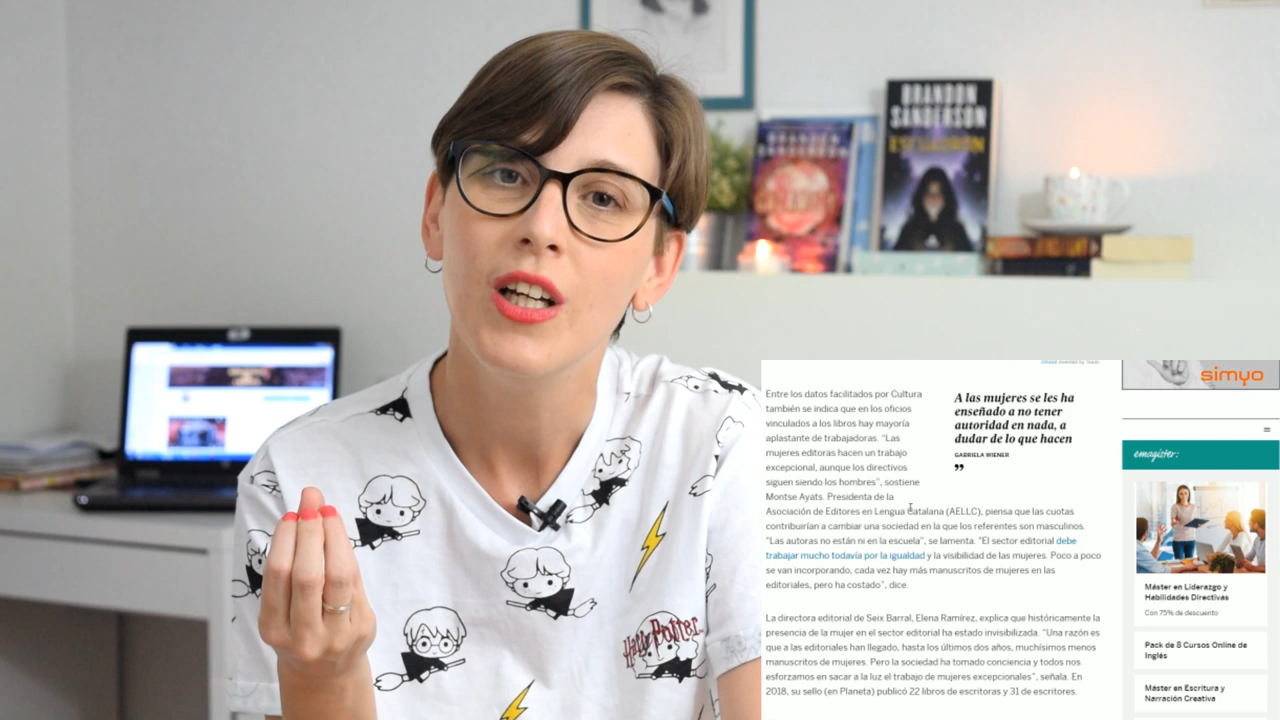 BRANDON
SANDERSON
BRANDON
SANDERSON
ESCUADRÓN
Harry Potter
simyo
Entre los datos facilitados por Cultura
también se indica que en los oficios
vinculados a los libros hay mayoría
aplastante de trabajadoras. “Las
mujeres editoras hacen un trabajo
excepcional, aunque los directivos
siguen siendo los hombres”, sostiene
Montse Ayats. Presidenta de la
Asociación de Editores en Lengua Catalana (AELLC), piensa que las cuotas
contribuirían a cambiar una sociedad en la que los referentes son masculinos.
“Las autoras no están ni en la escuela”, se lamenta. “El sector editorial debe
trabajar mucho todavía por la igualdad y la visibilidad de las mujeres. Poco a poco
se van incorporando, cada vez hay más manuscritos de mujeres en las
editoriales, pero ha costado”, dice.
A las mujeres se les ha
enseñado a no tener
autoridad en nada, a
dudar de lo que hacen
GABRIELA WIENER
”
La directora editorial de Seix Barral, Elena Ramírez, explica que históricamente la
presencia de la mujer en el sector editorial ha estado invisibilizada. “Una razón es
que a las editoriales han llegado, hasta los últimos dos años, muchísimos menos
manuscritos de mujeres. Pero la sociedad ha tomado conciencia y todos nos
esforzamos en sacar a la luz el trabajo de mujeres excepcionales”, señala. En
2018, su sello (en Planeta) publicó 22 libros de escritoras y 31 de escritores.
emagister:
Máster en Liderazgo y
Habilidades Directivas
Con 75% de descuento
Pack de 8 Cursos Online de
Inglés
Máster en Escritura y
Narración Creativa